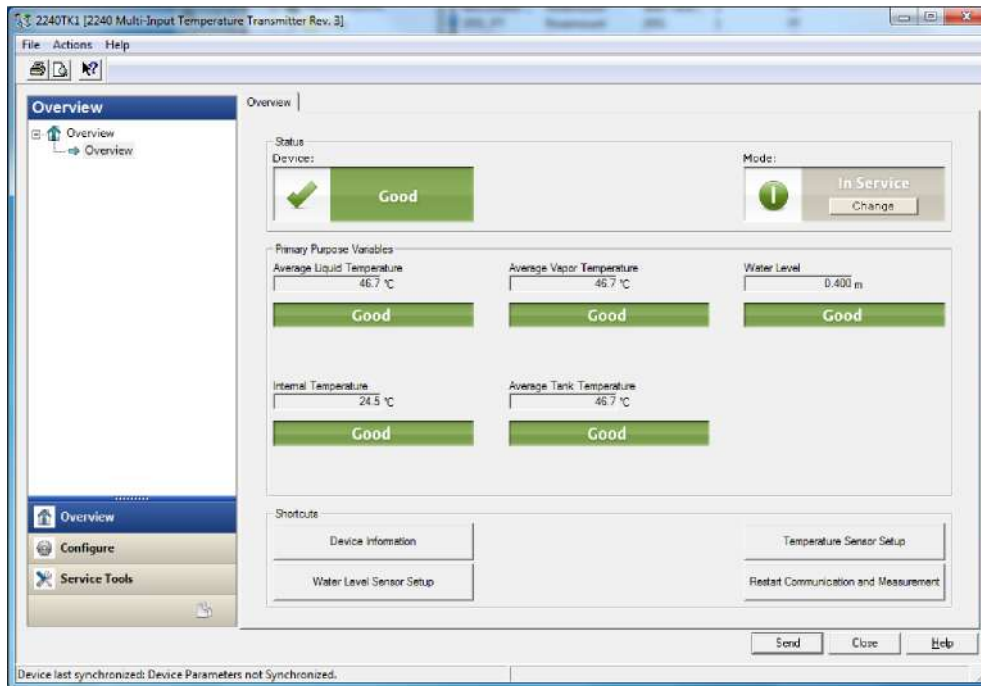 2240TK1 [2240 Multi-Input Temperature Transmitter Rev. 3]
File Actions Help
Overview
Overview
Overview
Overview
Status
Device:
Good
Mode:
In Service
Change
Primary Purpose Variables
Average Liquid Temperature
46.7 °C
Good
Average Vapor Temperature
46.7 °C
Good
Water Level
0.400 m
Good
Internal Temperature
24.5 °C
Good
Average Tank Temperature
46.7 °C
Good
Overview
Configure
Service Tools
Shortcuts
Device Information
Temperature Sensor Setup
Water Level Sensor Setup
Restart Communication and Measurement
Send Close Help
Device last synchronized: Device Parameters not Synchronized.